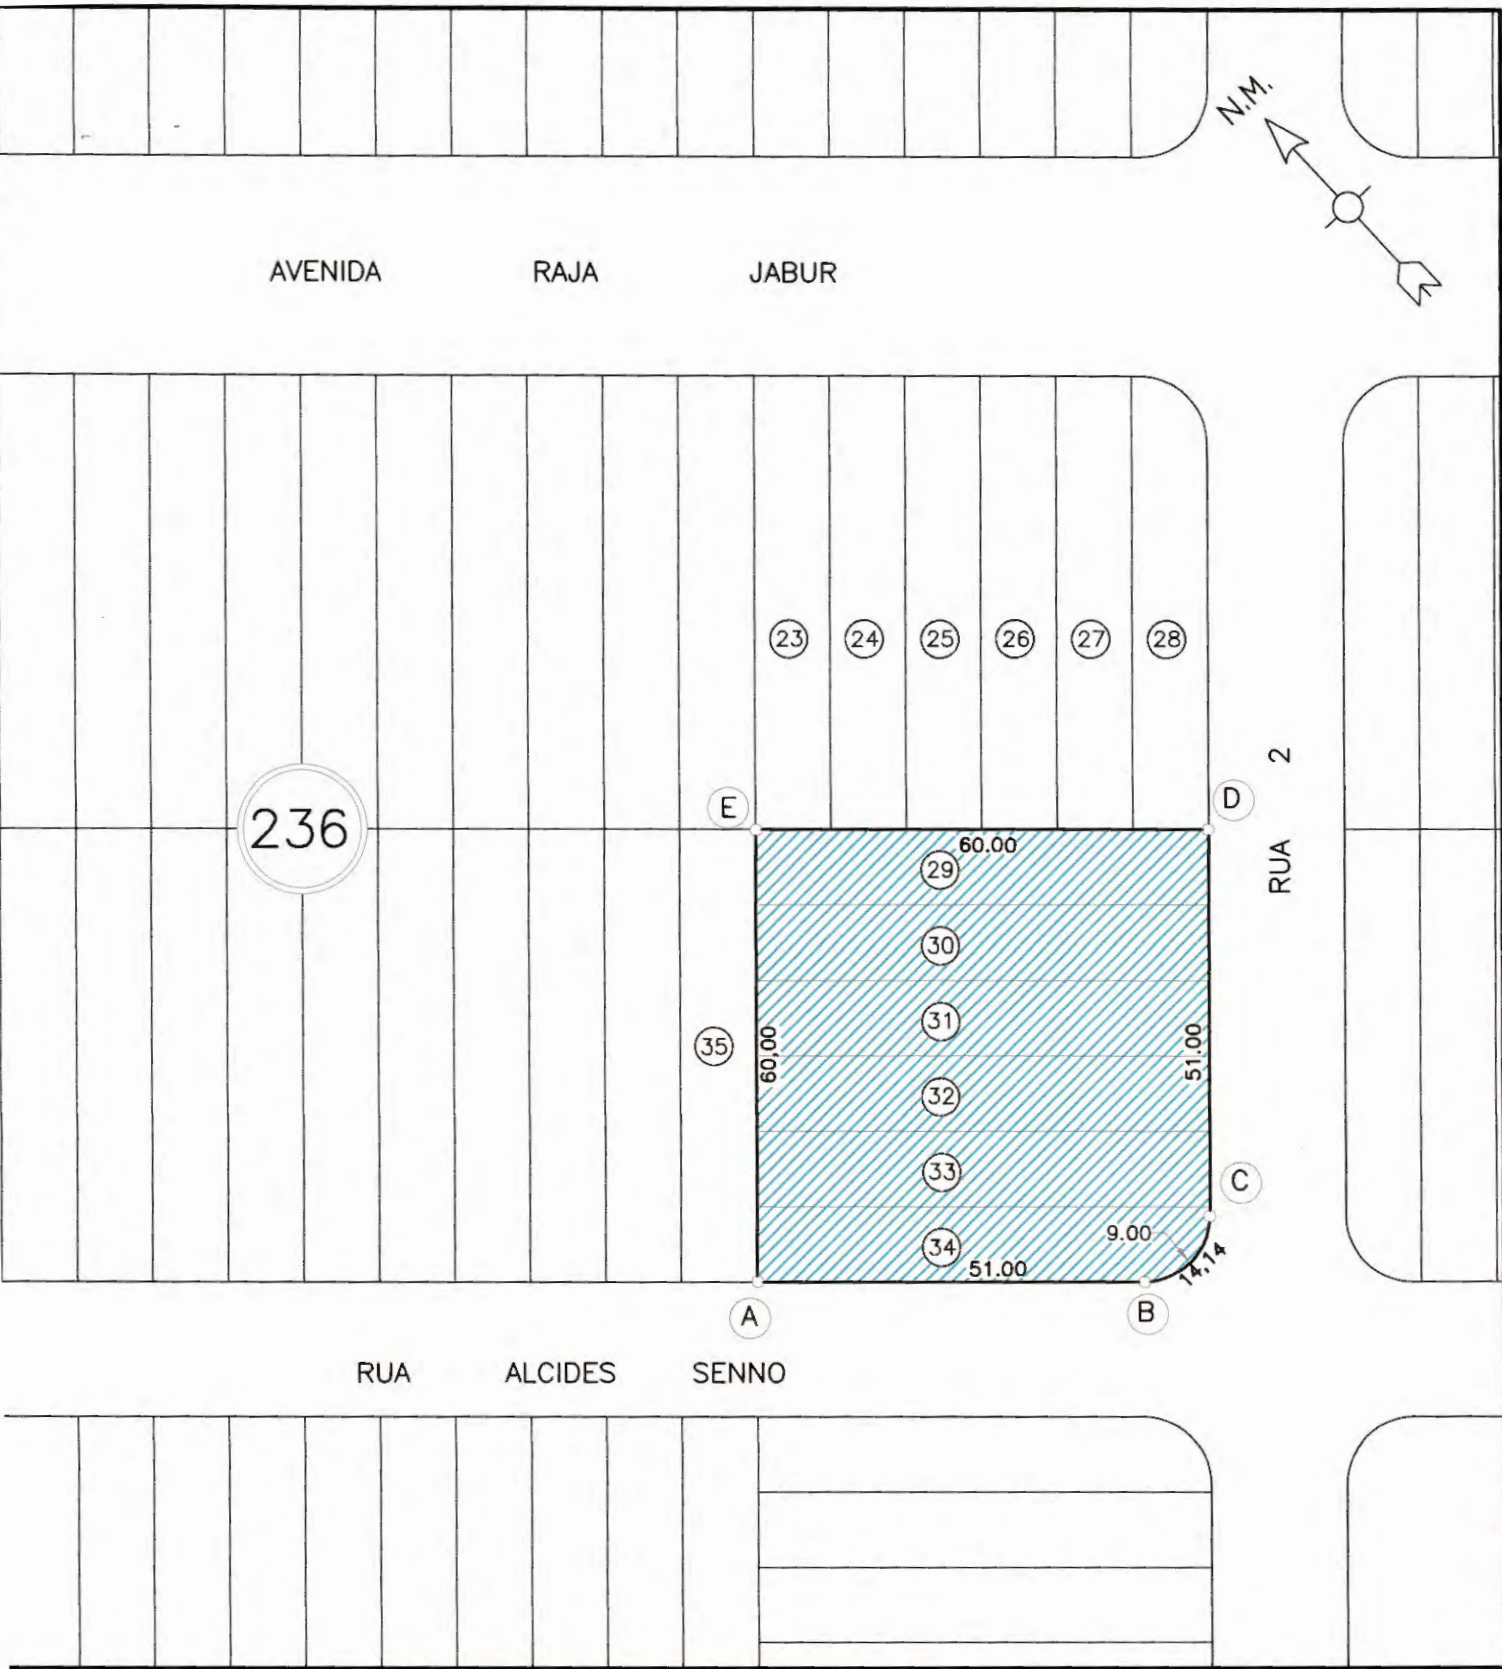 N.M.
AVENIDA RAJA JABUR
23 24 25 26 27 28
RUA 2
E
D
236
60.00
29
30
31
35
60,00
51.00
32
33
C
9.00
34
14,14
51.00
A
B
RUA ALCIDES SENNO